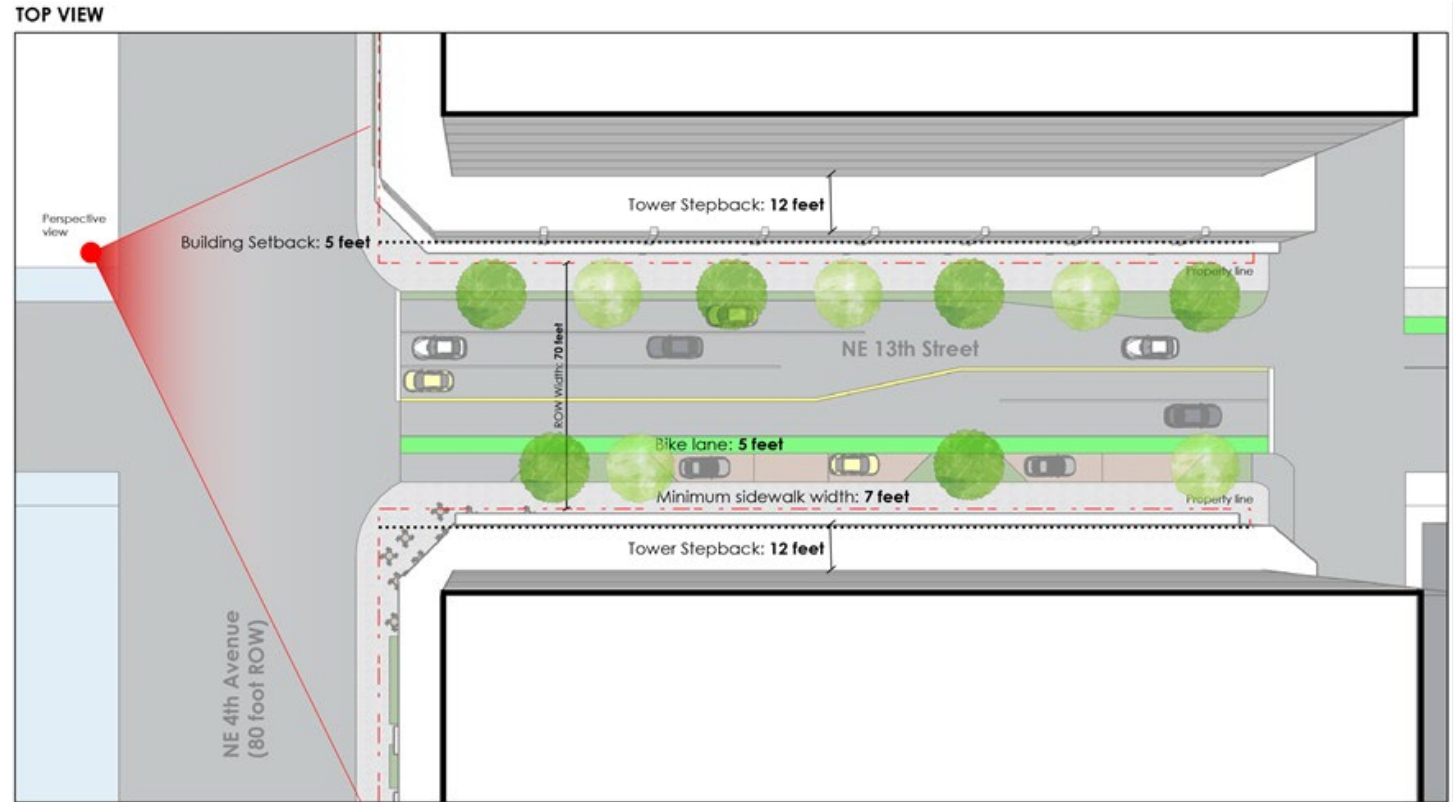 TOP VIEW
Tower Stepback: 12 feet
Perspective
view
Building Setback: 5 feet
Property line
NE 13th Street
ROW Width: 70 feet
Bike lane: 5 feet
Minimum sidewalk width: 7 feet
Property line
Tower Stepback: 12 feet
NE 4th Avenue
(80 foot ROW)